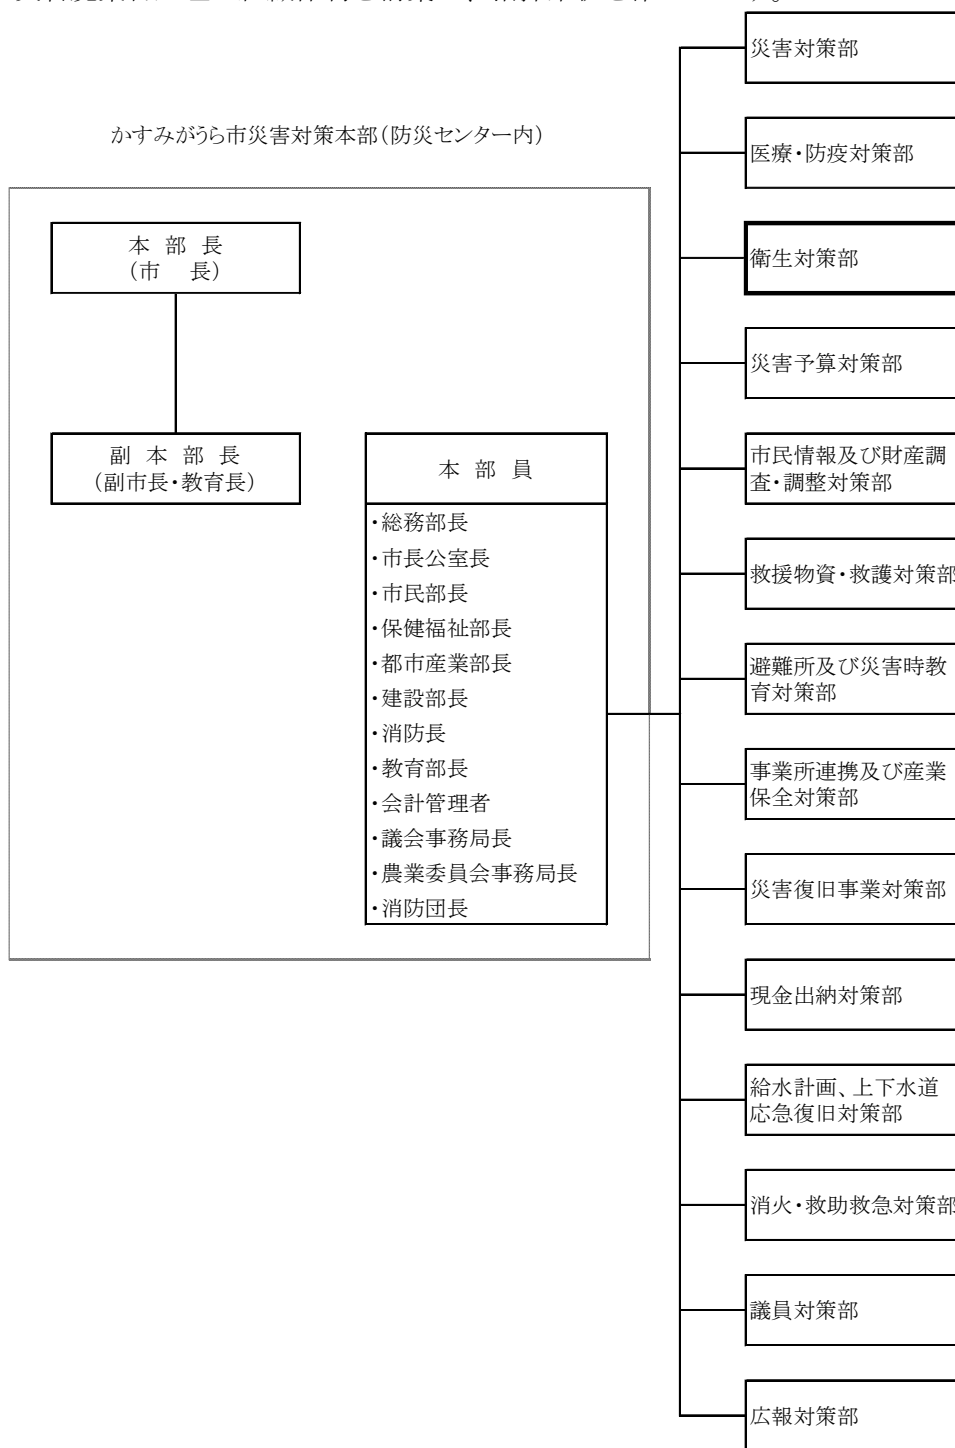 かすみがうら市災害対策本部（防災センター内）
本 部 長
（市　長）
副 本 部 長
（副市長・教育長）
本 部 員
・総務部長
・市長公室長
・市民部長
・保健福祉部長
・都市産業部長
・建設部長
・消防長
・教育部長
・会計管理者
・議会事務局長
・農業委員会事務局長
・消防団長
災害対策部
医療・防疫対策部
衛生対策部
災害予算対策部
市民情報及び財産調
査・調整対策部
救援物資・救護対策部
避難所及び災害時教
育対策部
事業所連携及び産業
保全対策部
災害復旧事業対策部
現金出納対策部
給水計画、上下水道
応急復旧対策部
消火・救助救急対策部
議員対策部
広報対策部